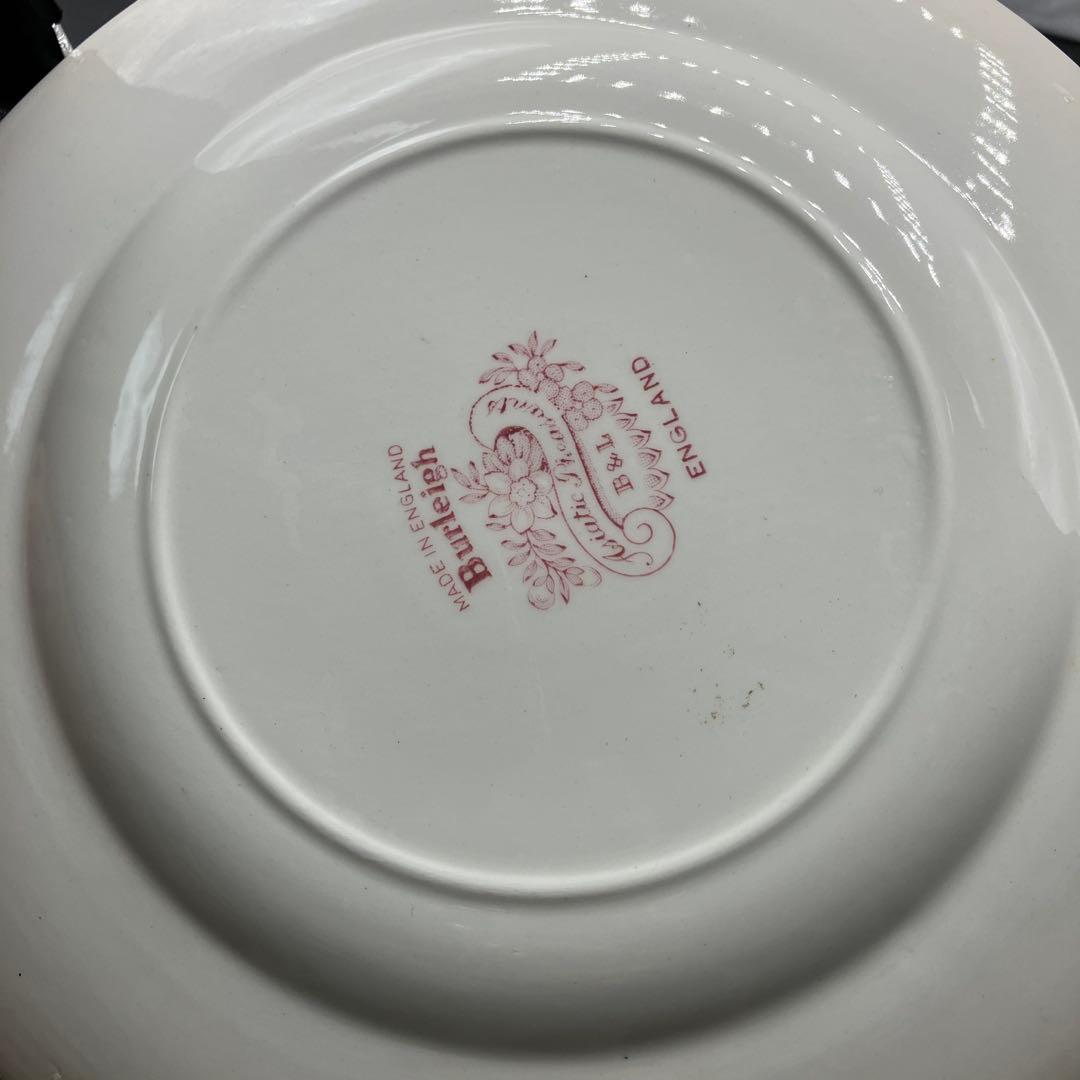 MADE IN ENGLAND
Burleigh
Asiatic Pheasants
B & L
ENGLAND